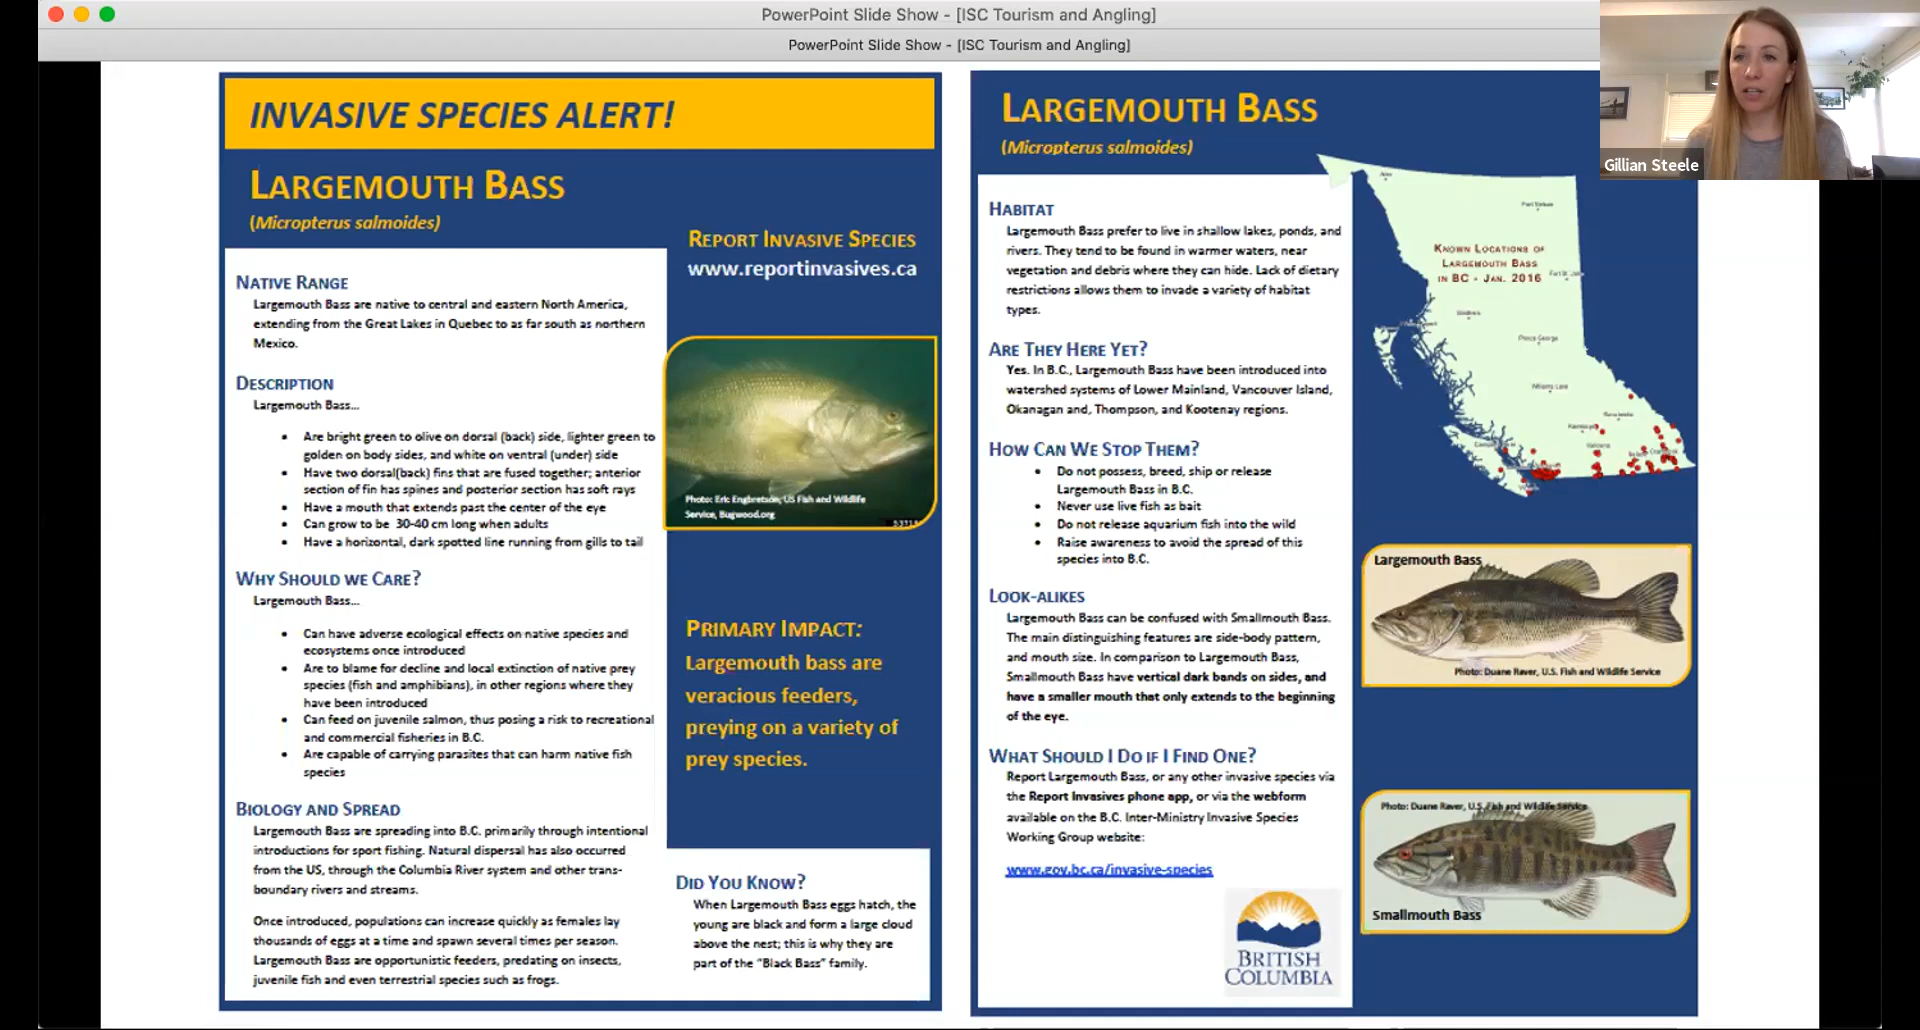 PowerPoint Slide Show - [ISC Tourism and Angling]
PowerPoint Slide Show - [ISC Tourism and Angling]
Gillian Steele
INVASIVE SPECIES ALERT!
LARGEMOUTH BASS
(Micropterus salmoides)
REPORT INVASIVE SPECIES
www.reportinvasives.ca
NATIVE RANGE
Largemouth Bass are native to central and eastern North America,
extending from the Great Lakes in Quebec to as far south as northern
Mexico.
DESCRIPTION
Largemouth Bass...
• Are bright green to olive on dorsal (back) side, lighter green to
golden on body sides, and white on ventral (under) side
• Have two dorsal(back) fins that are fused together; anterior
section of fin has spines and posterior section has soft rays
• Have a mouth that extends past the center of the eye
• Can grow to be 30-40 cm long when adults
• Have a horizontal, dark spotted line running from gills to tail
Photo: Eric Engbretson, US Fish and Wildlife
Service, Bugwood.org
WHY SHOULD WE CARE?
Largemouth Bass...
• Can have adverse ecological effects on native species and
ecosystems once introduced
• Are to blame for decline and local extinction of native prey
species (fish and amphibians), in other regions where they
have been introduced
• Can feed on juvenile salmon, thus posing a risk to recreational
and commercial fisheries in B.C.
• Are capable of carrying parasites that can harm native fish
species
PRIMARY IMPACT:
Largemouth bass are
veracious feeders,
preying on a variety of
prey species.
BIOLOGY AND SPREAD
Largemouth Bass are spreading into B.C. primarily through intentional
introductions for sport fishing. Natural dispersal has also occurred
from the US, through the Columbia River system and other trans-
boundary rivers and streams.
Once introduced, populations can increase quickly as females lay
thousands of eggs at a time and spawn several times per season.
Largemouth Bass are opportunistic feeders, predating on insects,
juvenile fish and even terrestrial species such as frogs.
DID YOU KNOW?
When Largemouth Bass eggs hatch, the
young are black and form a large cloud
above the nest; this is why they are
part of the "Black Bass" family.
LARGEMOUTH BASS
(Micropterus salmoides)
HABITAT
Largemouth Bass prefer to live in shallow lakes, ponds, and
rivers. They tend to be found in warmer waters, near
vegetation and debris where they can hide. Lack of dietary
restrictions allows them to invade a variety of habitat
types.
ARE THEY HERE YET?
Yes. In B.C., Largemouth Bass have been introduced into
watershed systems of Lower Mainland, Vancouver Island,
Okanagan and, Thompson, and Kootenay regions.
HOW CAN WE STOP THEM?
• Do not possess, breed, ship or release
Largemouth Bass in B.C.
• Never use live fish as bait
• Do not release aquarium fish into the wild
• Raise awareness to avoid the spread of this
species into B.C.
LOOK-ALIKES
Largemouth Bass can be confused with Smallmouth Bass.
The main distinguishing features are side-body pattern,
and mouth size. In comparison to Largemouth Bass,
Smallmouth Bass have vertical dark bands on sides, and
have a smaller mouth that only extends to the beginning
of the eye.
WHAT SHOULD I DO IF I FIND ONE?
Report Largemouth Bass, or any other invasive species via
the Report Invasives phone app, or via the webform
available on the B.C. Inter-Ministry Invasive Species
Working Group website:
www.gov.bc.ca/invasive-species
BRITISH
COLUMBIA
Fort Nelson
KNOWN LOCATIONS OF
LARGEMOUTH BASS
IN BC - JAN. 2016
Fort St. John
Prince George
Williams Lake
Largemouth Bass
Photo: Duane Raver, U.S. Fish and Wildlife Service
Photo: Duane Raver, U.S. Fish and Wildlife Service
Smallmouth Bass